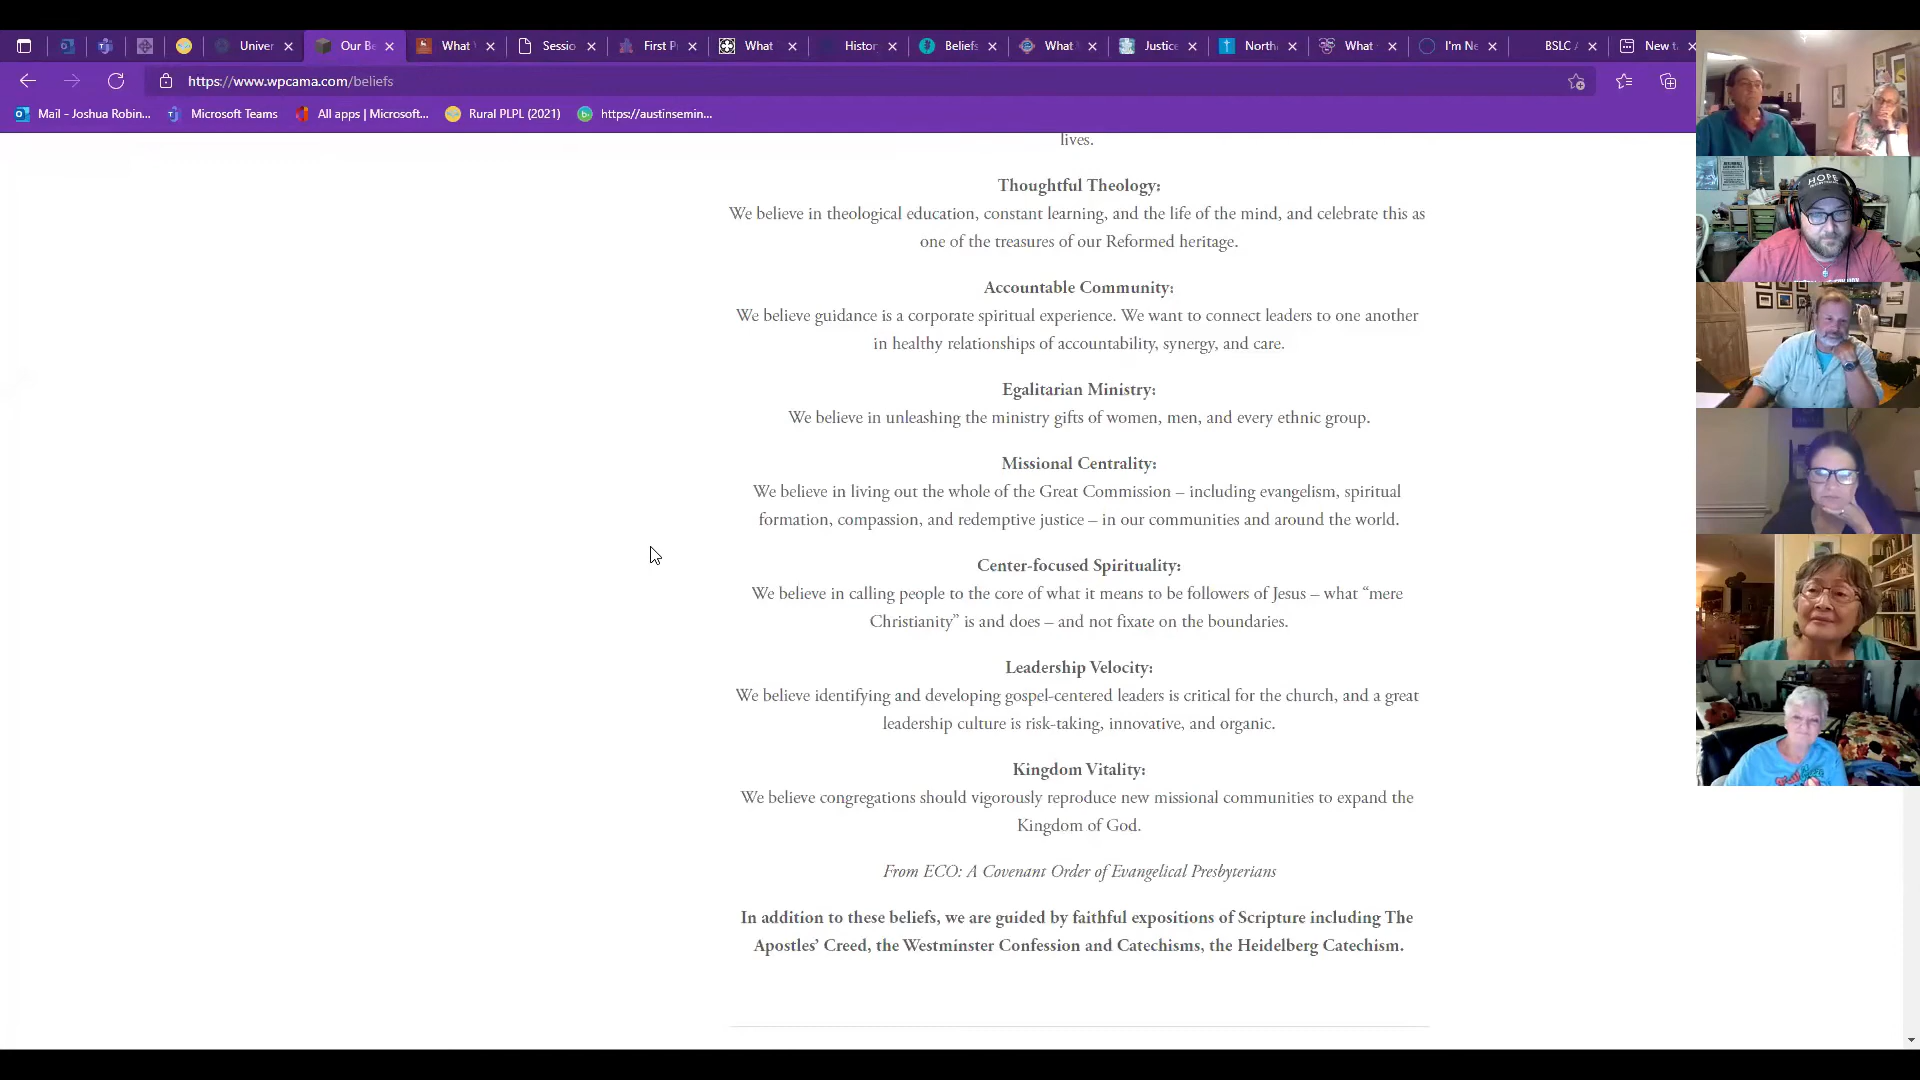 Univer
Our Be
What
Sessio
First P
What
Histor
Beliefs
What
Justice
North
What
I'm Ne
BSLC
New t
https://www.wpcama.com/beliefs
Mail - Joshua Robin...
Microsoft Teams
All apps | Microsoft...
Rural PLPL (2021)
https://austinsemin...
lives.
Thoughtful Theology:
We believe in theological education, constant learning, and the life of the mind, and celebrate this as
one of the treasures of our Reformed heritage.
Accountable Community:
We believe guidance is a corporate spiritual experience. We want to connect leaders to one another
in healthy relationships of accountability, synergy, and care.
Egalitarian Ministry:
We believe in unleashing the ministry gifts of women, men, and every ethnic group.
Missional Centrality:
We believe in living out the whole of the Great Commission – including evangelism, spiritual
formation, compassion, and redemptive justice – in our communities and around the world.
Center-focused Spirituality:
We believe in calling people to the core of what it means to be followers of Jesus – what “mere
Christianity” is and does – and not fixate on the boundaries.
Leadership Velocity:
We believe identifying and developing gospel-centered leaders is critical for the church, and a great
leadership culture is risk-taking, innovative, and organic.
Kingdom Vitality:
We believe congregations should vigorously reproduce new missional communities to expand the
Kingdom of God.
From ECO: A Covenant Order of Evangelical Presbyterians
In addition to these beliefs, we are guided by faithful expositions of Scripture including The
Apostles’ Creed, the Westminster Confession and Catechisms, the Heidelberg Catechism.
HOPE